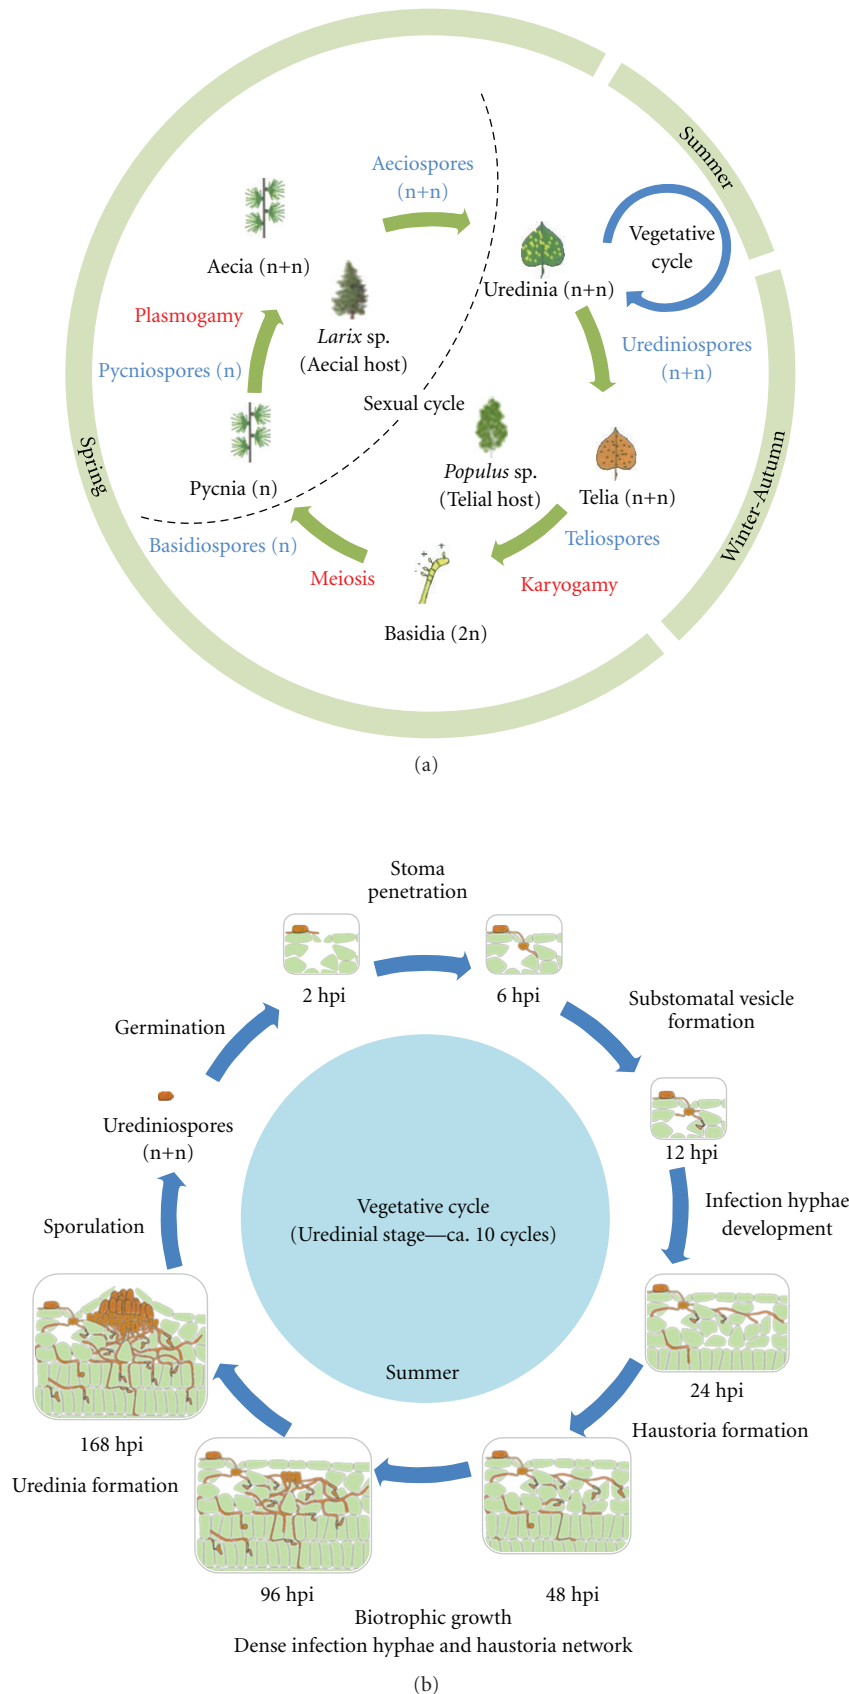 Summer
Aeciospores
(n+n)
Vegetative
cycle
Aecia (n+n)
Uredinia (n+n)
Plasmogamy
Larix sp.
(Aecial host)
Urediniospores
(n+n)
Pycniospores (n)
Sexual cycle
Spring
Populus sp.
(Telial host)
Pycnia (n)
Telia (n+n)
Winter-Autumn
Basidiospores (n)
Teliospores
Meiosis
Karyogamy
Basidia (2n)
(a)
Stoma
penetration
2 hpi
6 hpi
Substomatal vesicle
formation
Germination
Urediniospores
(n+n)
12 hpi
Vegetative cycle
(Uredinial stage—ca. 10 cycles)
Infection hyphae
development
Sporulation
Summer
24 hpi
Haustoria formation
168 hpi
Uredinia formation
96 hpi
48 hpi
Biotrophic growth
Dense infection hyphae and haustoria network
(b)